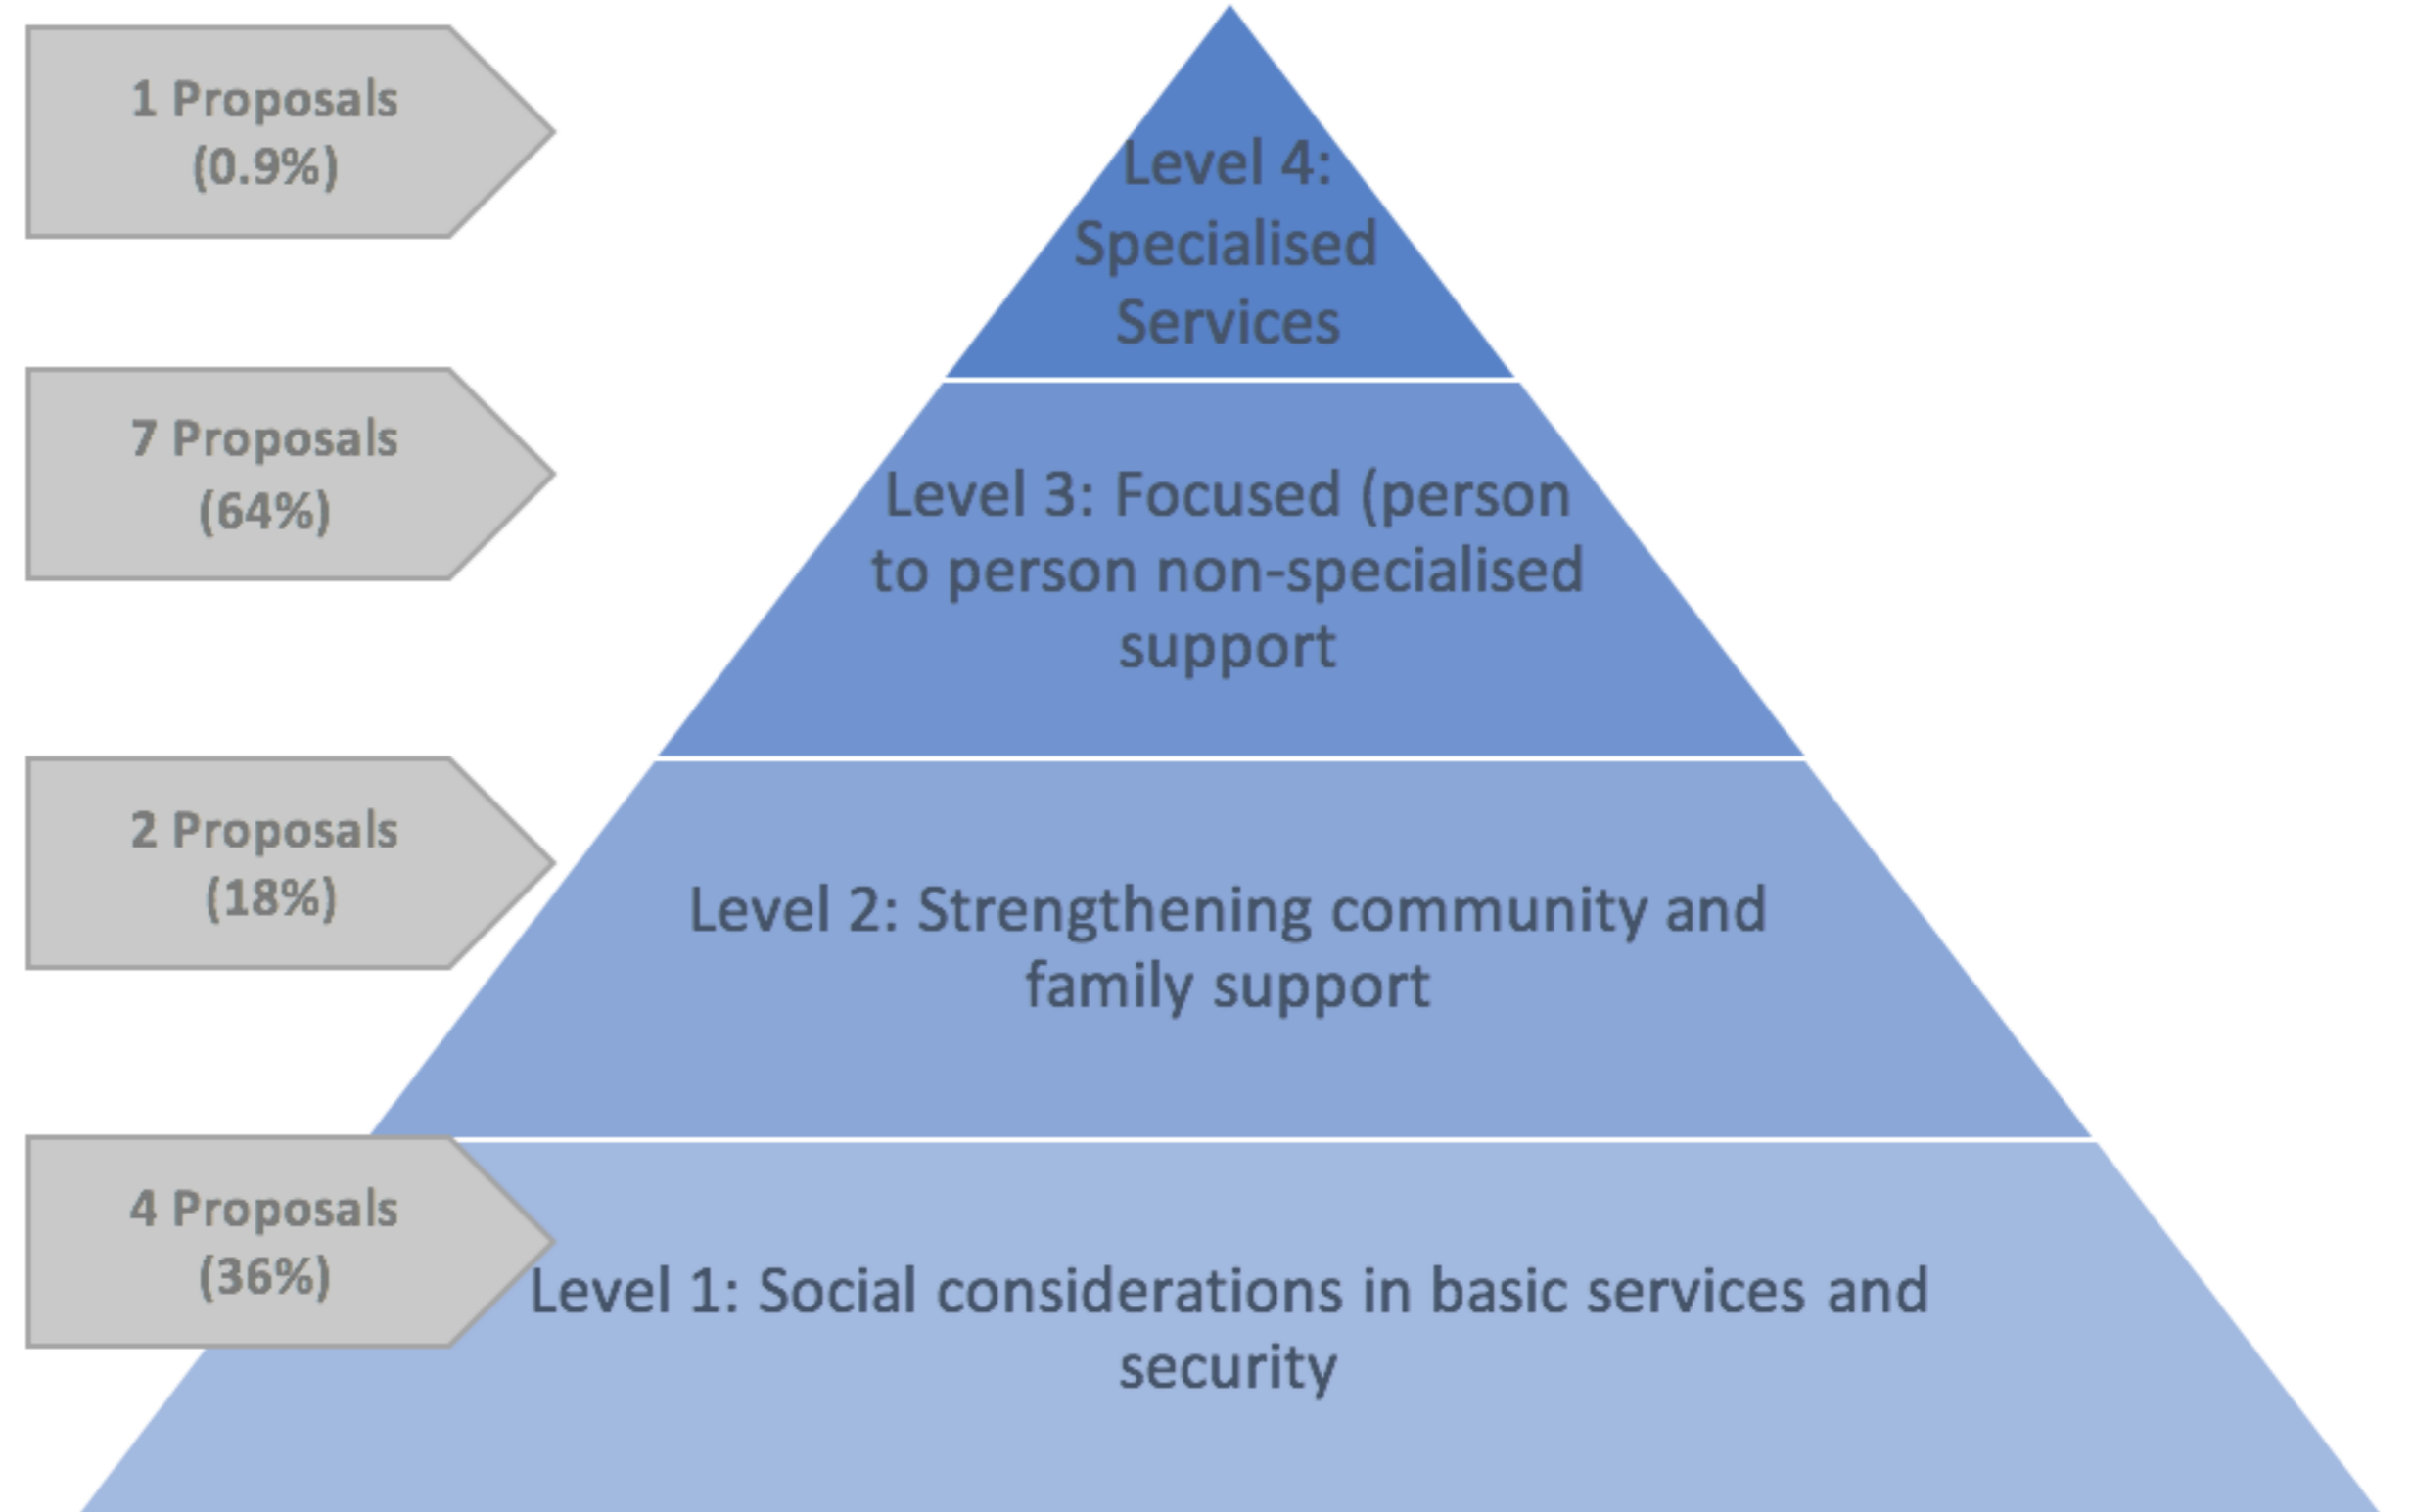 1 Proposals
(0.9%)
Level 4:
Specialised
Services
7 Proposals
(64%)
Level 3: Focused (person
to person non-specialised
support
2 Proposals
(18%)
Level 2: Strengthening community and
family support
4 Proposals
(36%)
Level 1: Social considerations in basic services and
security